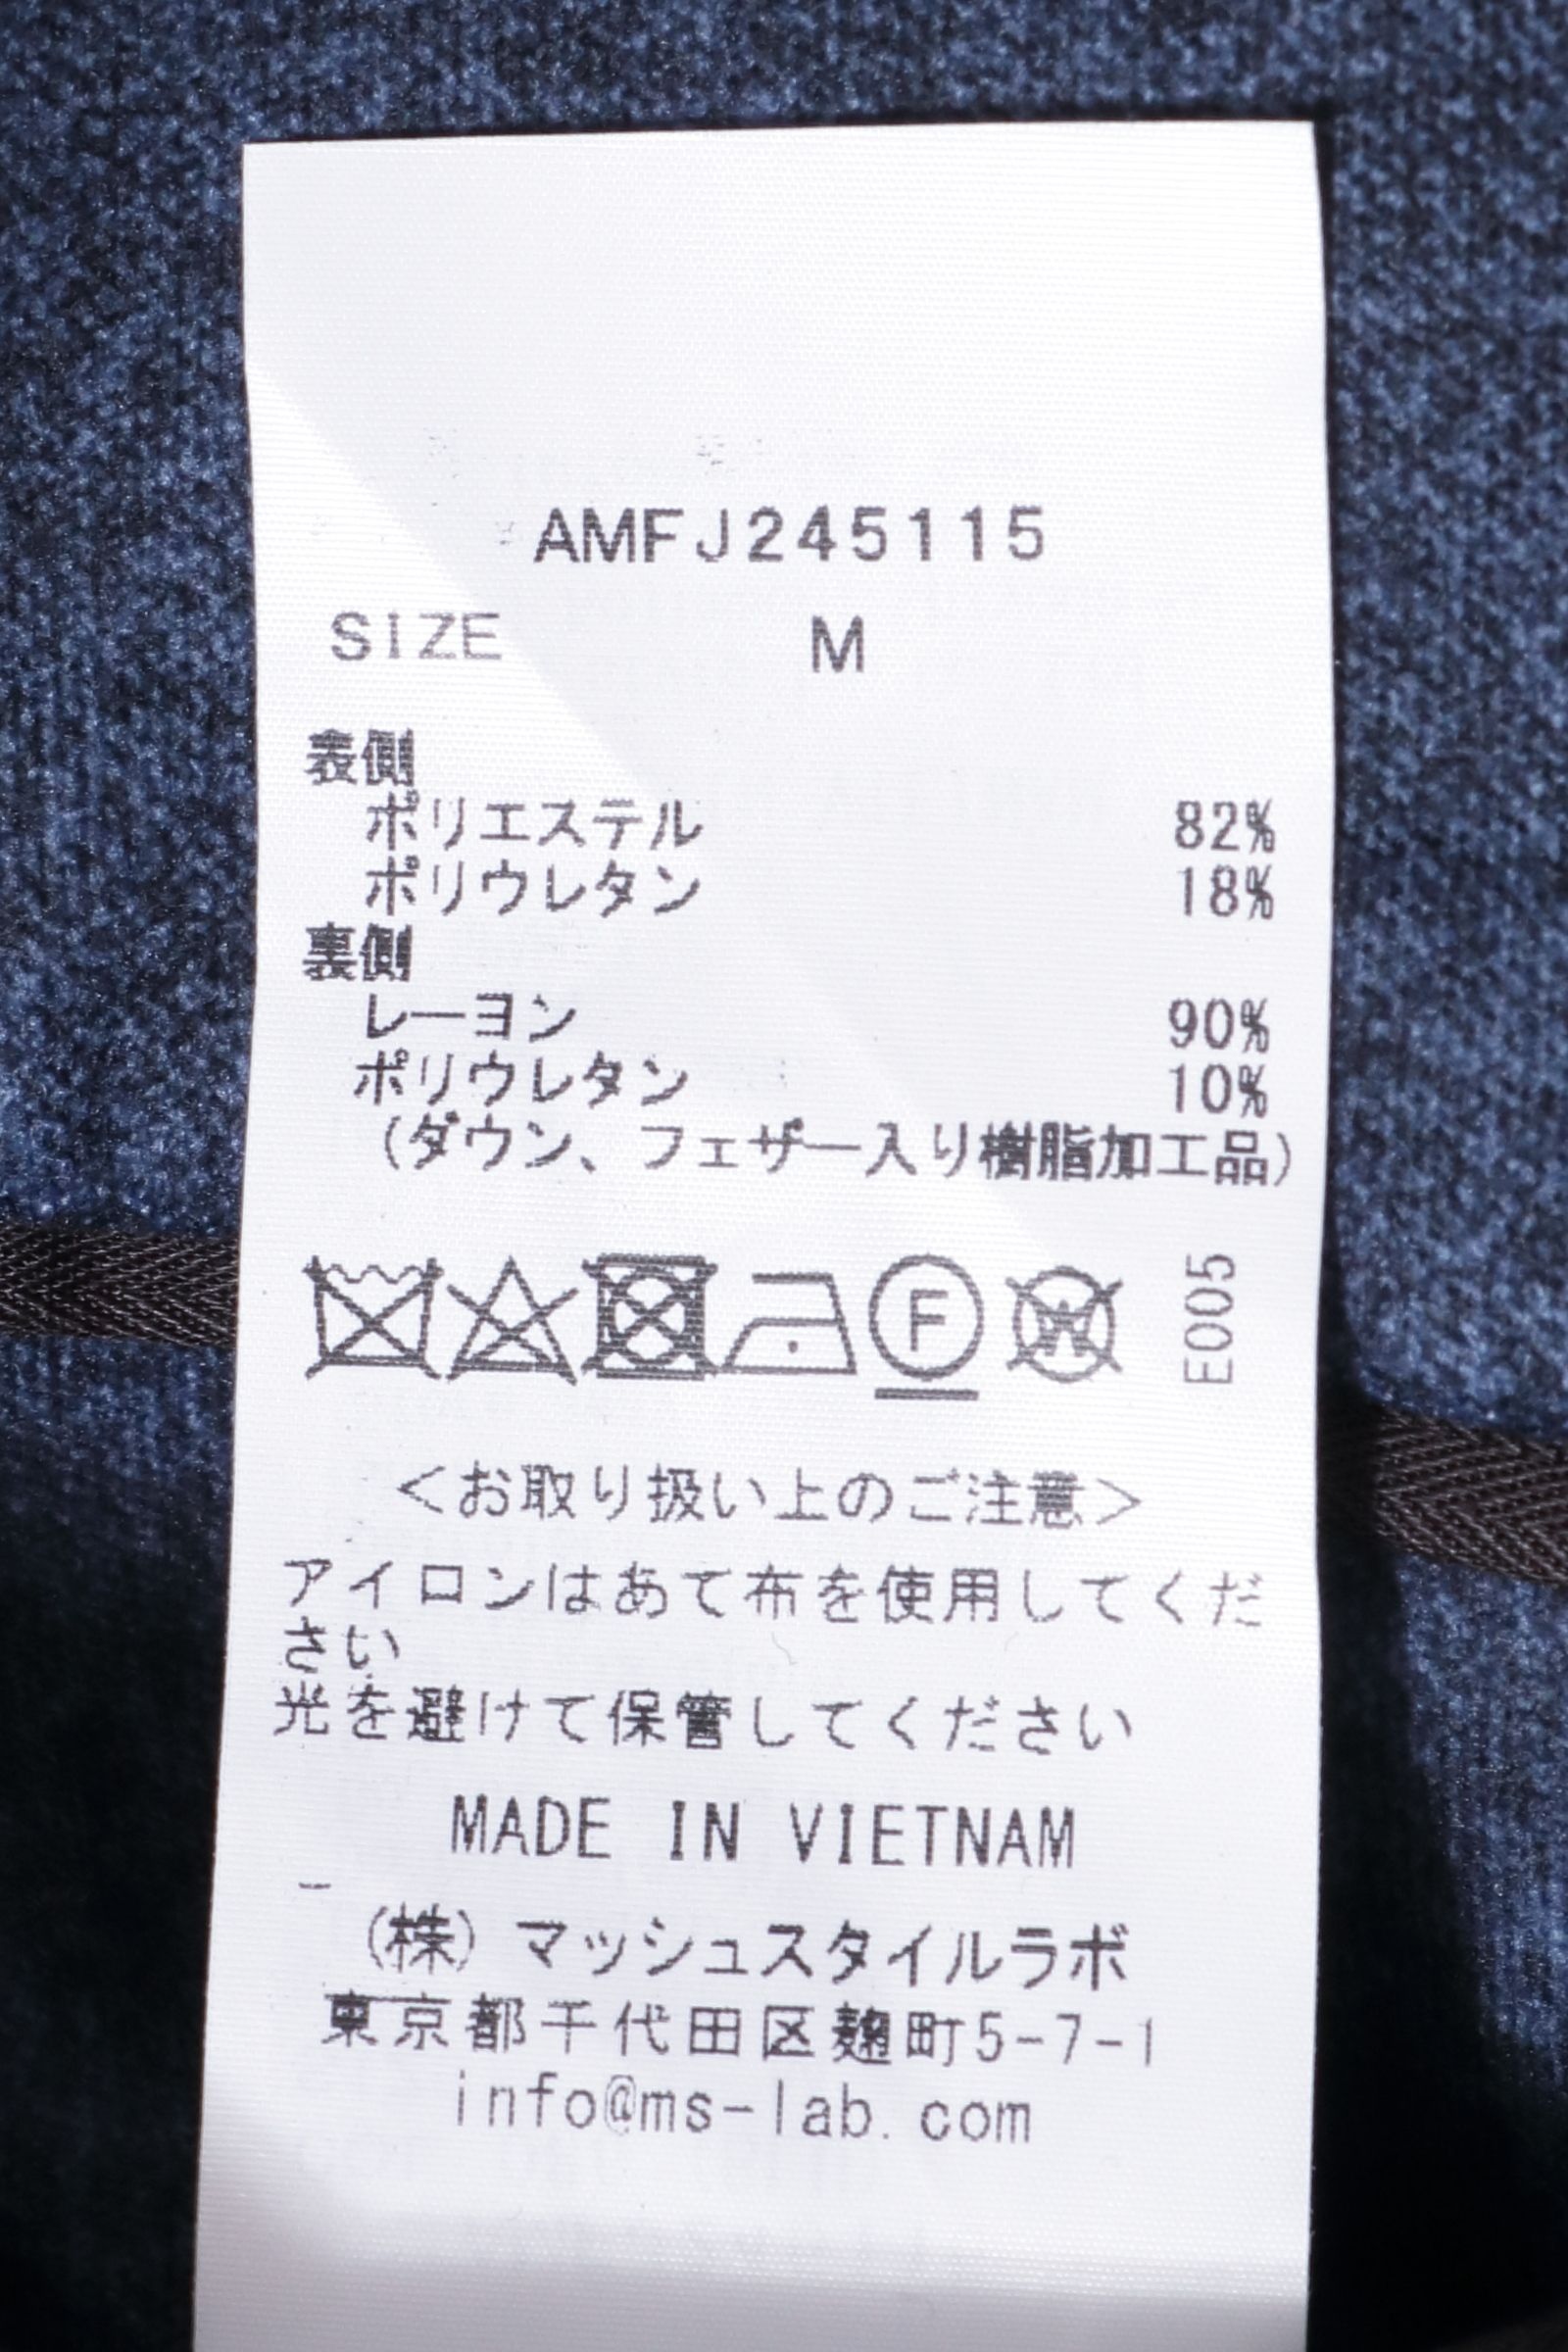 AMFJ245115
SIZE M
表側
ポリエステル 82%
ポリウレタン 18%
裏側
レーヨン 90%
ポリウレタン 10%
(ダウン、フェザー入り樹脂加工品)
F
W
E005
<お取り扱い上のご注意>
アイロンはあて布を使用してくだ
さい
光を避けて保管してください
MADE IN VIETNAM
(株) マッシュスタイルラボ
東京都千代田区麹町5-7-1
info@ms-lab.com